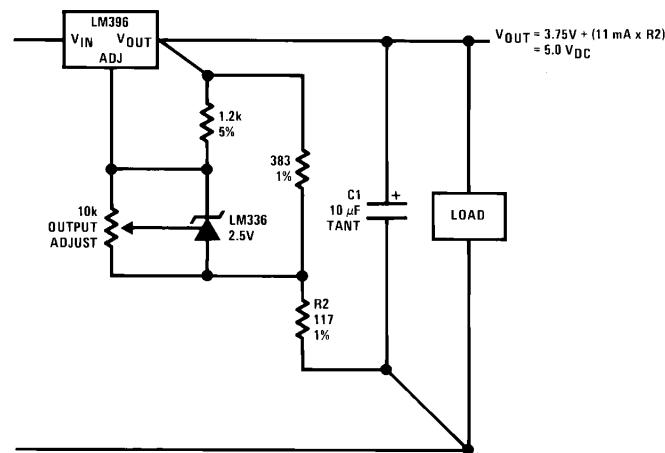 LM396
VIN VOUT
ADJ
VOUT = 3.75V + (11 mA x R2)
= 5.0 VDC
1.2k
5%
383
1%
C1
10 µF
TANT
+
LOAD
10k
OUTPUT
ADJUST
LM336
2.5V
R2
117
1%